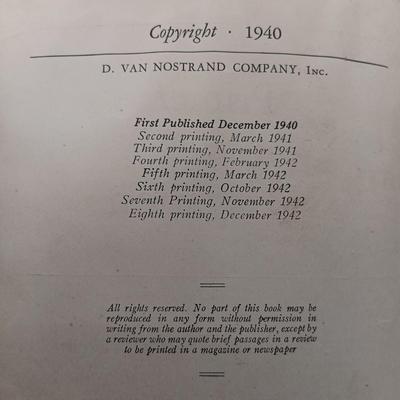 Copyright · 1940
D. VAN NOSTRAND COMPANY, INC.
First Published December 1940
Second printing, March 1941
Third printing, November 1941
Fourth printing, February 1942
Fifth printing, March 1942
Sixth printing, October 1942
Seventh Printing, November 1942
Eighth printing, December 1942
All rights reserved. No part of this book may be
reproduced in any form without permission in
writing from the author and the publisher, except by
a reviewer who may quote brief passages in a review
to be printed in a magazine or newspaper